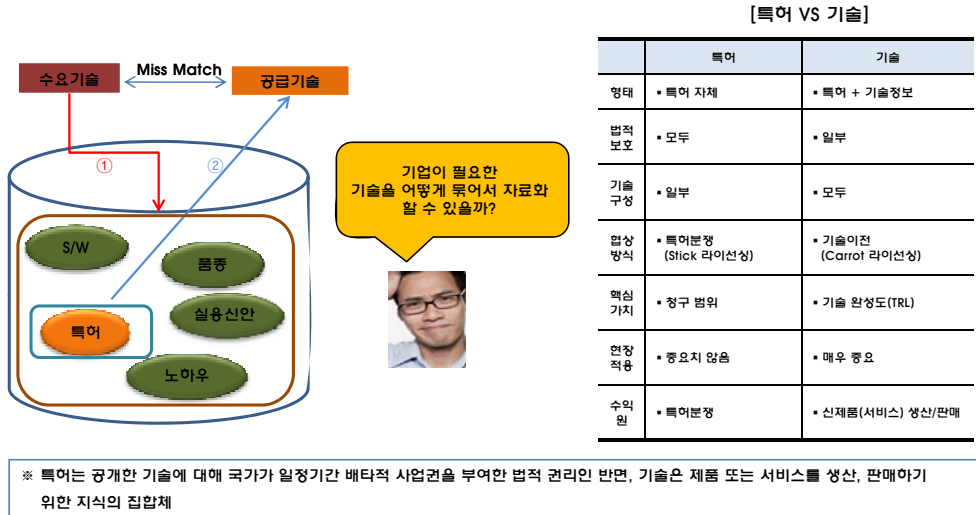 [특허 VS 기술]
수요기술
Miss Match
공급기술
①
②
기업이 필요한
기술을 어떻게 묶어서 자료화
할 수 있을까?
S/W
품종
특허
실용신안
노하우
특허 기술
형태 ▪ 특허 자체 ▪ 특허 + 기술정보
법적
보호 ▪ 모두 ▪ 일부
기술
구성 ▪ 일부 ▪ 모두
협상
방식 ▪ 특허분쟁
(Stick 라이선싱) ▪ 기술이전
(Carrot 라이선싱)
핵심
가치 ▪ 청구 범위 ▪ 기술 완성도(TRL)
현장
적용 ▪ 중요치 않음 ▪ 매우 중요
수익
원 ▪ 특허분쟁 ▪ 신제품(서비스) 생산/판매
※ 특허는 공개한 기술에 대해 국가가 일정기간 배타적 사업권을 부여한 법적 권리인 반면, 기술은 제품 또는 서비스를 생산, 판매하기
위한 지식의 집합체